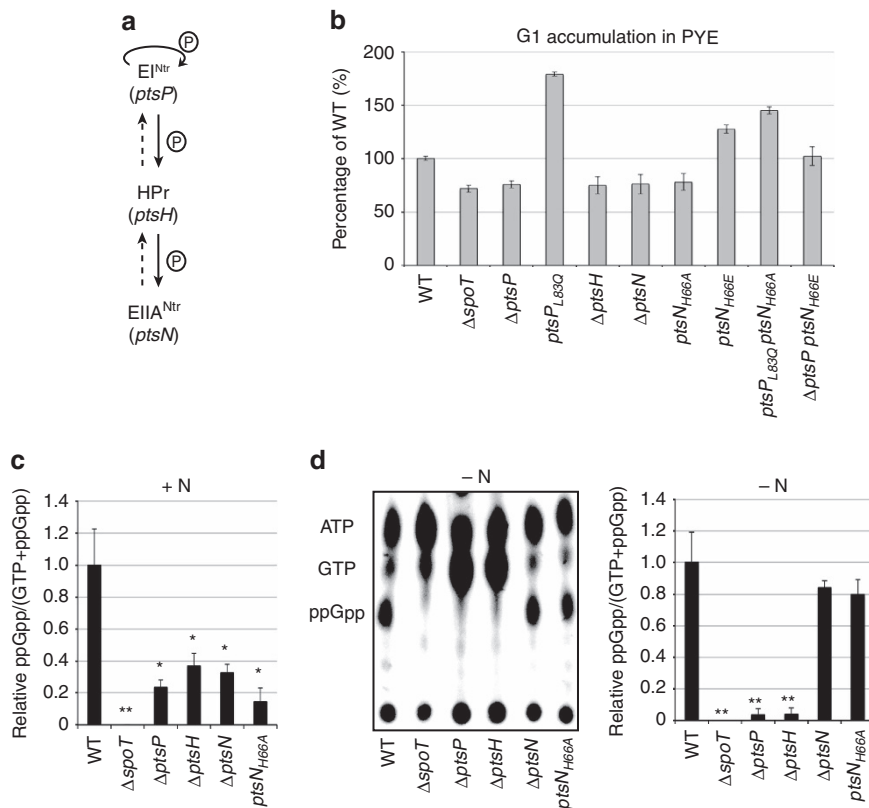 a
P
EI^Ntr
(ptsP)
P
HPr
(ptsH)
P
EIIA^Ntr
(ptsN)
b
G1 accumulation in PYE
Percentage of WT (%)
200
150
100
50
0
WT
ΔspoT
ΔptsP
ptsP_L83Q
ΔptsH
ΔptsN
ptsN_H66A
ptsN_H66E
ptsP_L83Q ptsN_H66A
ΔptsP ptsN_H66E
c
+ N
Relative ppGpp/(GTP+ppGpp)
1.4
1.2
1.0
0.8
0.6
0.4
0.2
0
**
*
*
*
*
WT
ΔspoT
ΔptsP
ΔptsH
ΔptsN
ptsN_H66A
d
– N
ATP
GTP
ppGpp
WT
ΔspoT
ΔptsP
ΔptsH
ΔptsN
ptsN_H66A
– N
Relative ppGpp/(GTP+ppGpp)
1.4
1.2
1.0
0.8
0.6
0.4
0.2
0
**
**
**
WT
ΔspoT
ΔptsP
ΔptsH
ΔptsN
ptsN_H66A